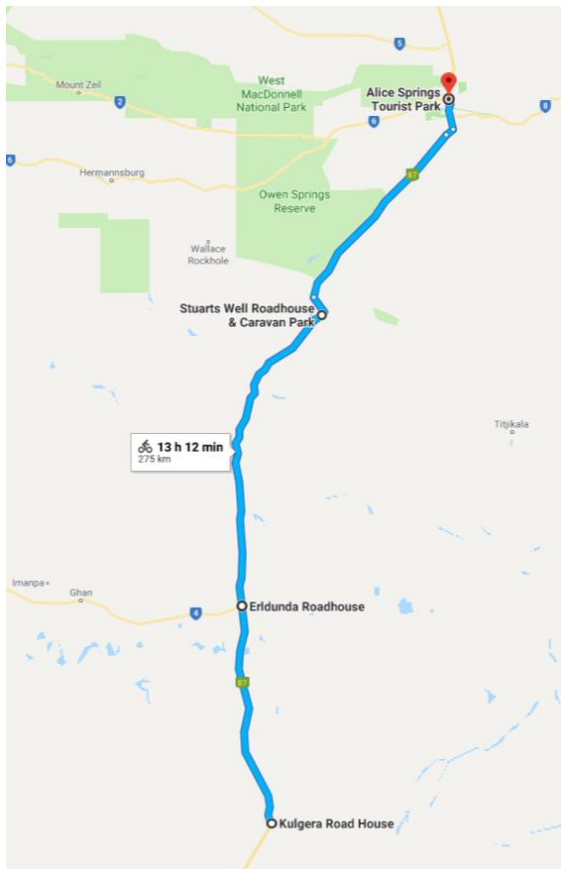 5
Mount Zeil
2
West
MacDonnell
National Park
Alice Springs
Tourist Park
6
8
6
Hermannsburg
87
Owen Springs
Reserve
Wallace
Rockhole
Stuarts Well Roadhouse
& Caravan Park
Titjikala
13 h 12 min
275 km
Imanpa
Ghan
4
Erldunda Roadhouse
87
Kulgera Road House